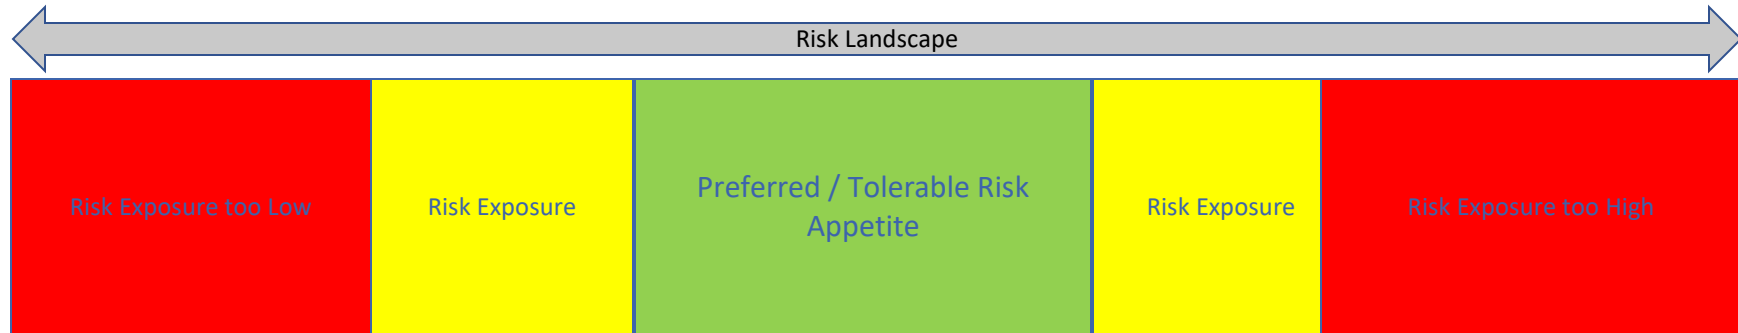 Risk Landscape
Risk Exposure too Low
Risk Exposure
Preferred / Tolerable Risk
Appetite
Risk Exposure
Risk Exposure too High